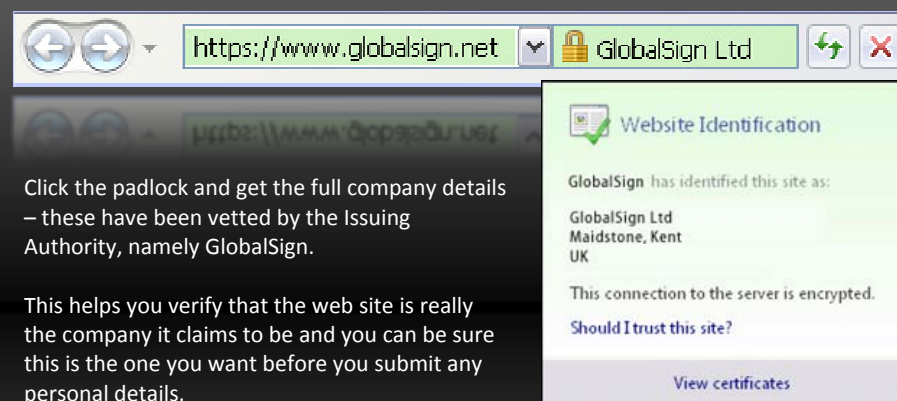 https://www.globalsign.net
GlobalSign Ltd
Website Identification
GlobalSign has identified this site as:
GlobalSign Ltd
Maidstone, Kent
UK
This connection to the server is encrypted.
Should I trust this site?
View certificates
Click the padlock and get the full company details
– these have been vetted by the Issuing
Authority, namely GlobalSign.
This helps you verify that the web site is really
the company it claims to be and you can be sure
this is the one you want before you submit any
personal details.